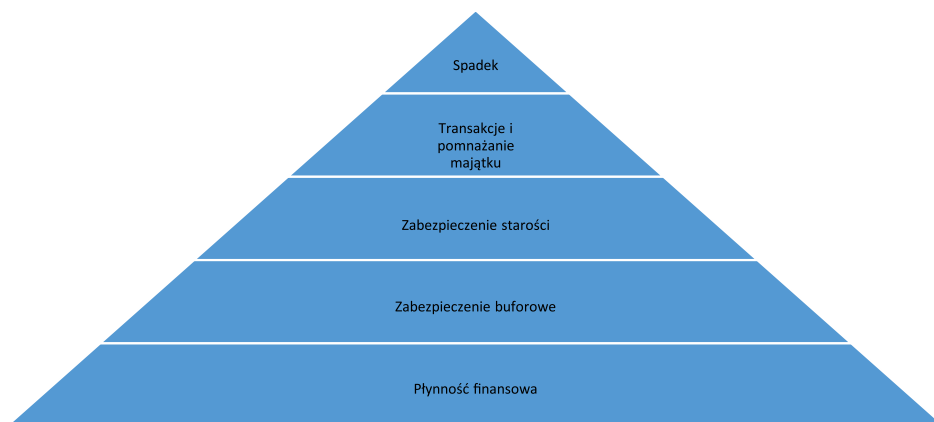 Spadek
Transakcje i
pomnażanie
majątku
Zabezpieczenie starości
Zabezpieczenie buforowe
Płynność finansowa